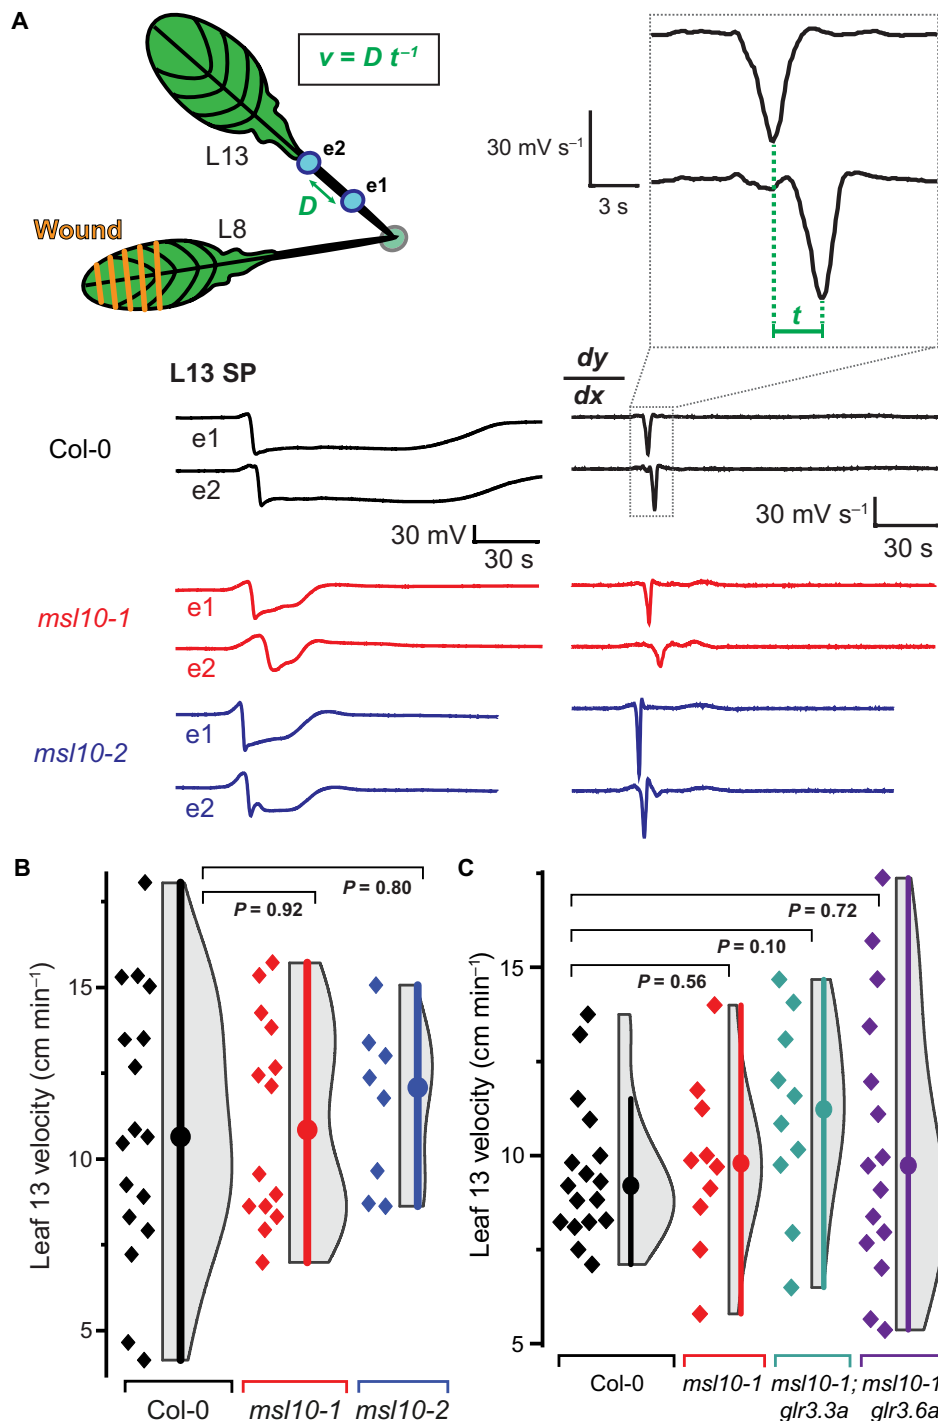 A
v = D t⁻¹
L13
e2
e1
D
Wound
L8
30 mV s⁻¹
3 s
t
L13 SP
dy
dx
Col-0
e1
e2
30 mV
30 s
30 mV s⁻¹
30 s
msl10-1
e1
e2
msl10-2
e1
e2
B
P = 0.80
P = 0.92
Leaf 13 velocity (cm min⁻¹)
15
10
5
Col-0
msl10-1
msl10-2
C
P = 0.72
P = 0.10
P = 0.56
Leaf 13 velocity (cm min⁻¹)
15
10
5
Col-0
msl10-1
msl10-1;
glr3.3a
msl10-1
glr3.6a